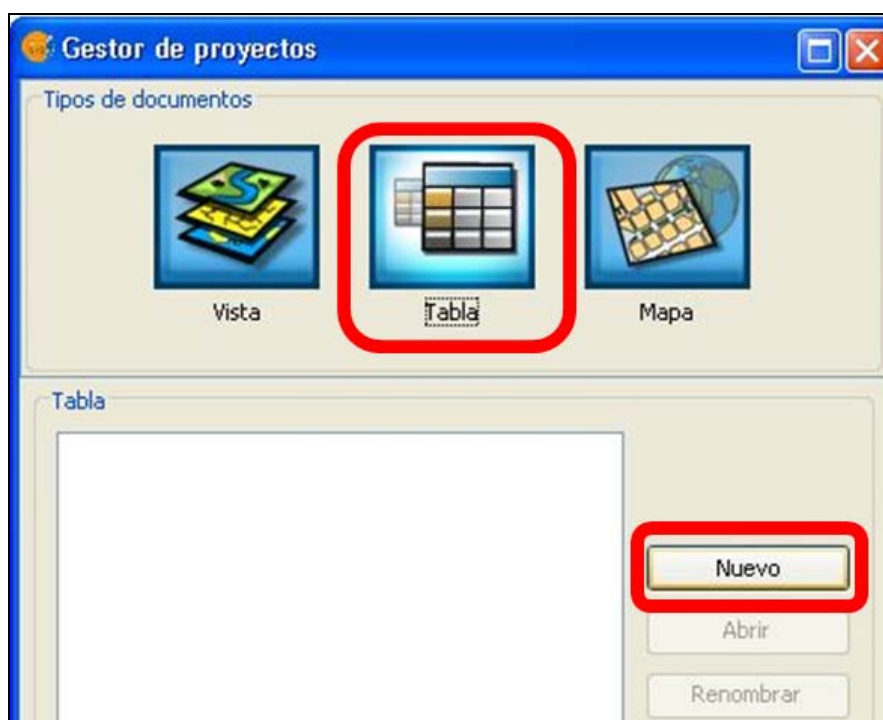 Gestor de proyectos
Tipos de documentos
Vista
Tabla
Mapa
Tabla
Nuevo
Abrir
Renombrar